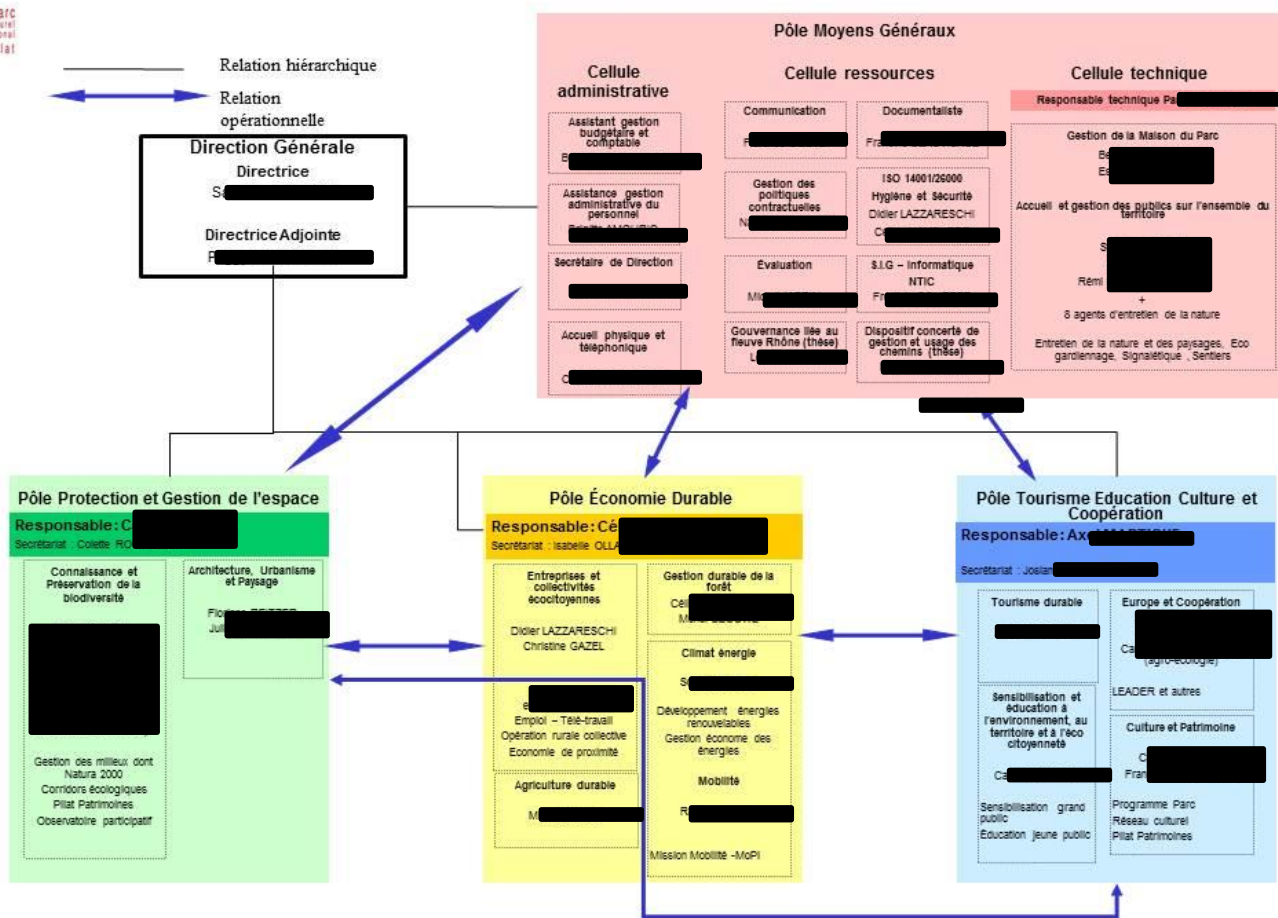 Relation hiérarchique
Relation
opérationnelle
Direction Générale
Directrice
Directrice Adjointe
Pôle Moyens Généraux
Cellule
administrative
Assistant gestion
budgétaire et
comptable
Assistance gestion
administrative du
personnel
Secrétaire de Direction
Accueil physique et
téléphonique
Cellule ressources
Communication
Documentaliste
Gestion des
politiques
contractuelles
ISO 14001/26000
Hygiène et Sécurité
Didier LAZZARESCHI
Évaluation
S.I.G – Informatique
NTIC
Gouvernance liée au
fleuve Rhône (thèse)
Dispositif concerté de
gestion et usage des
chemins (thèse)
Cellule technique
Responsable technique
Gestion de la Maison du Parc
Accueil et gestion des publics sur l'ensemble du
territoire
Rémi
+
8 agents d'entretien de la nature
Entretien de la nature et des paysages, Eco
gardiennage, Signalétique , Sentiers
Pôle Protection et Gestion de l'espace
Responsable:
Secrétariat : Colette
Connaissance et
Préservation de la
biodiversité
Gestion des milieux dont
Natura 2000
Corridors écologiques
Pilat Patrimoines
Observatoire participatif
Architecture, Urbanisme
et Paysage
Pôle Économie Durable
Responsable:
Secrétariat : Isabelle
Entreprises et
collectivités
écocitoyennes
Didier LAZZARESCHI
Christine GAZEL
Emploi – Télé-travail
Opération rurale collective
Economie de proximité
Agriculture durable
Gestion durable de la
forêt
Climat énergie
Développement énergies
renouvelables
Gestion économe des
énergies
Mobilité
Mission Mobilité -MoPi
Pôle Tourisme Education Culture et
Coopération
Responsable:
Secrétariat :
Tourisme durable
Sensibilisation et
éducation à
l'environnement, au
territoire et à l'éco
citoyenneté
Sensibilisation grand
public
Éducation jeune public
Europe et Coopération
(agro-écologie)
LEADER et autres
Culture et Patrimoine
Programme Parc
Réseau culturel
Pilat Patrimoines